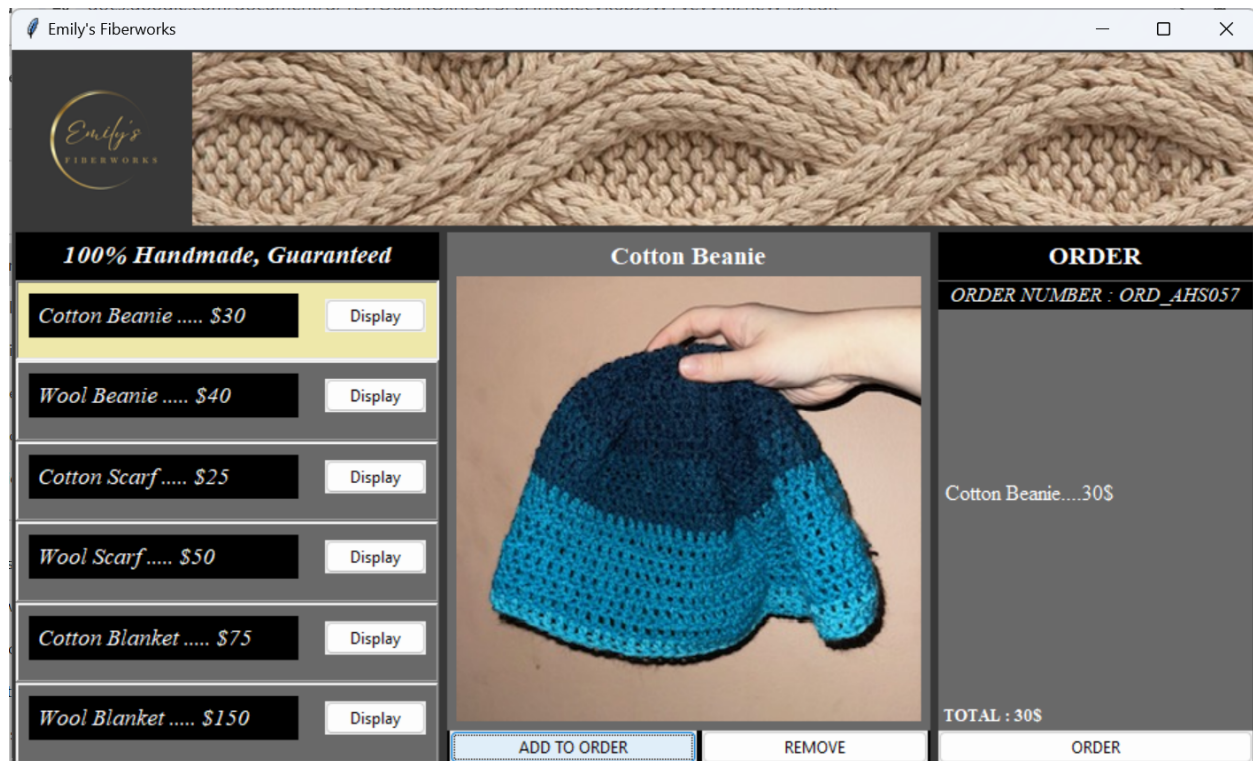 Emily's Fiberworks
Emily's
FIBERWORKS
100% Handmade, Guaranteed
Cotton Beanie ..... $30
Display
Wool Beanie ..... $40
Display
Cotton Scarf ..... $25
Display
Wool Scarf ..... $50
Display
Cotton Blanket ..... $75
Display
Wool Blanket ..... $150
Display
Cotton Beanie
ADD TO ORDER
REMOVE
ORDER
ORDER NUMBER : ORD_AHS057
Cotton Beanie....30$
TOTAL : 30$
ORDER